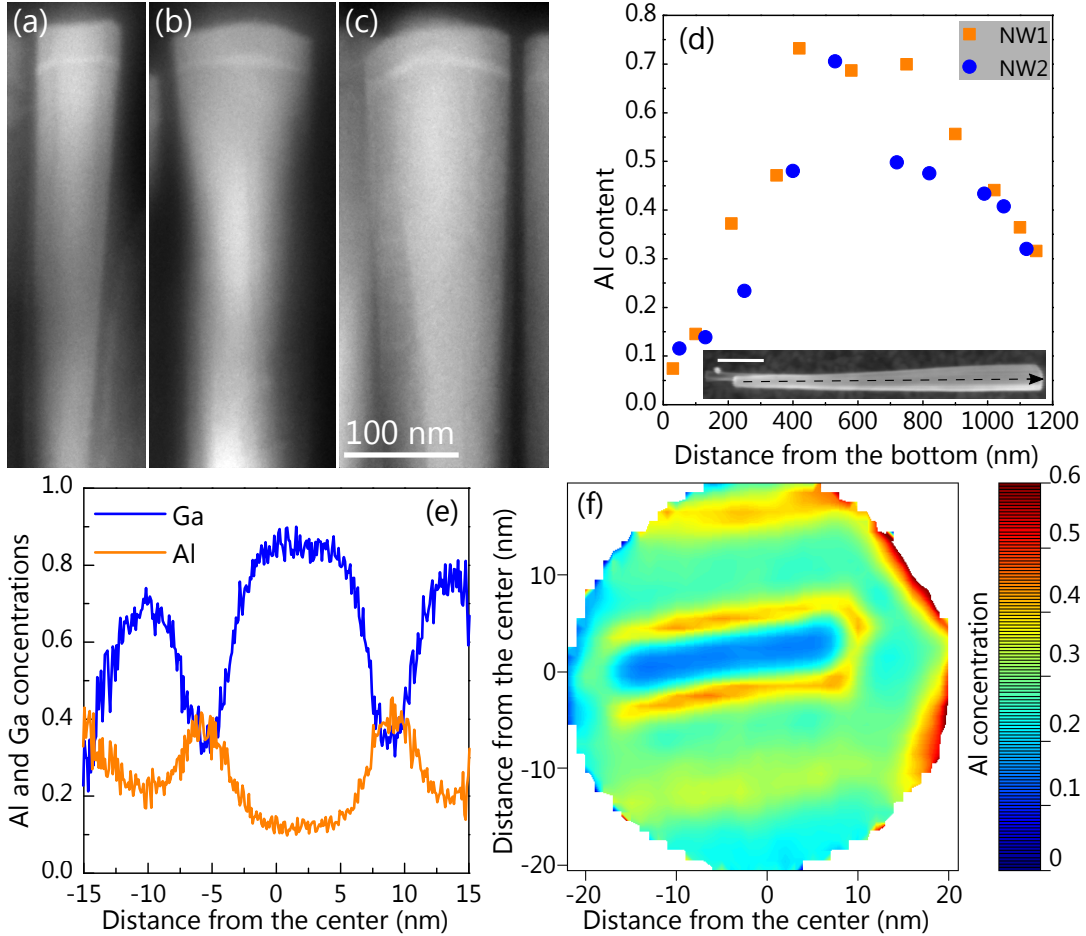 (a)
(b)
(c)
100 nm
(d)
NW1
NW2
Al content
0.8
0.7
0.6
0.5
0.4
0.3
0.2
0.1
0.0
0 200 400 600 800 1000 1200
Distance from the bottom (nm)
(e)
Ga
Al
Al and Ga concentrations
1.0
0.8
0.6
0.4
0.2
0.0
-15 -10 -5 0 5 10 15
Distance from the center (nm)
(f)
Distance from the center (nm)
10
0
-10
-20
-20 -10 0 10 20
Distance from the center (nm)
Al concentration
0.6
0.5
0.4
0.3
0.2
0.1
0